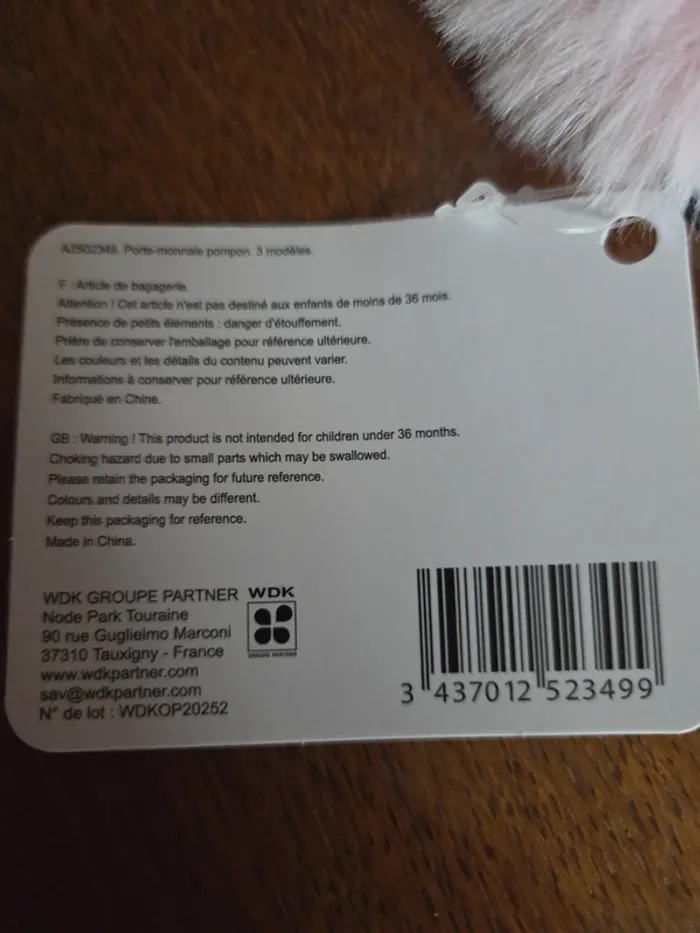 A2502349. Porte-monnaie pompon. 3 modèles.
F : Article de bagagerie.
Attention ! Cet article n'est pas destiné aux enfants de moins de 36 mois.
Présence de petits éléments : danger d'étouffement.
Prière de conserver l'emballage pour référence ultérieure.
Les couleurs et les détails du contenu peuvent varier.
Informations à conserver pour référence ultérieure.
Fabriqué en Chine.
GB : Warning ! This product is not intended for children under 36 months.
Choking hazard due to small parts which may be swallowed.
Please retain the packaging for future reference.
Colours and details may be different.
Keep this packaging for reference.
Made in China.
WDK GROUPE PARTNER
Node Park Touraine
90 rue Guglielmo Marconi
37310 Tauxigny - France
www.wdkpartner.com
sav@wdkpartner.com
N° de lot : WDKOP20252
WDK
GROUPE PARTNER
3 437012 523499